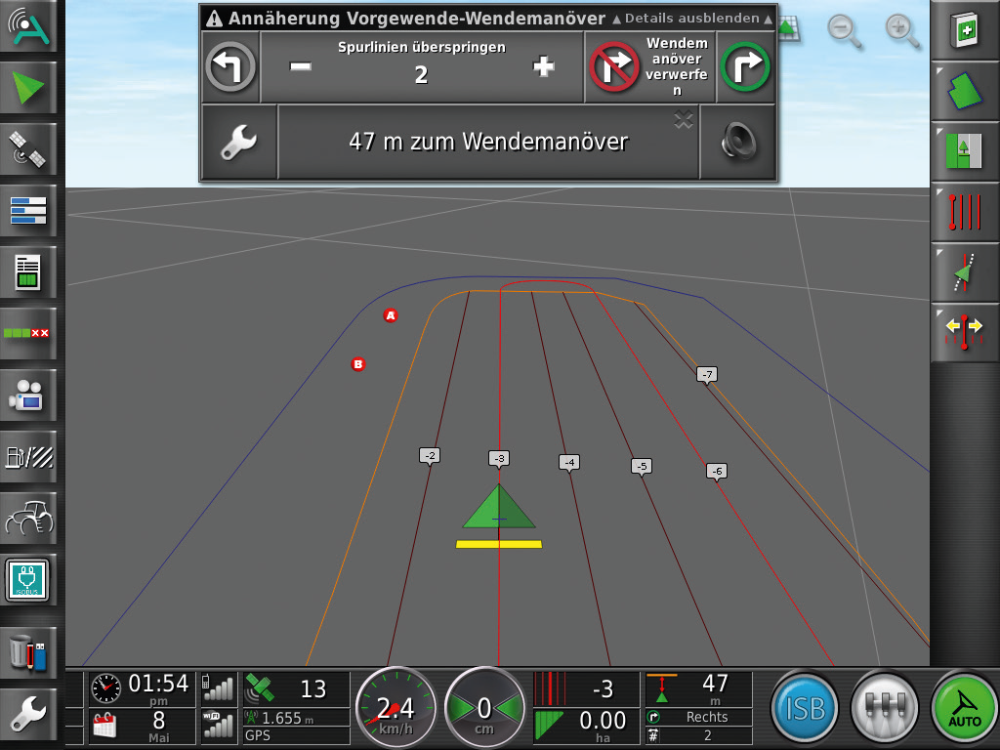 Annäherung Vorgewende-Wendemanöver ▲ Details ausblenden ▲
Spurlinien überspringen
2
Wendem
anöver
verwerfe
n
47 m zum Wendemanöver
A
B
-7
-2
-3
-4
-5
-6
ISOBUS
01:54
pm
8
Mai
WiFi
13
1.655 m
GPS
2.4
km/h
0
cm
-3
0.00
ha
47
m
Rechts
# 2
ISB
AUTO